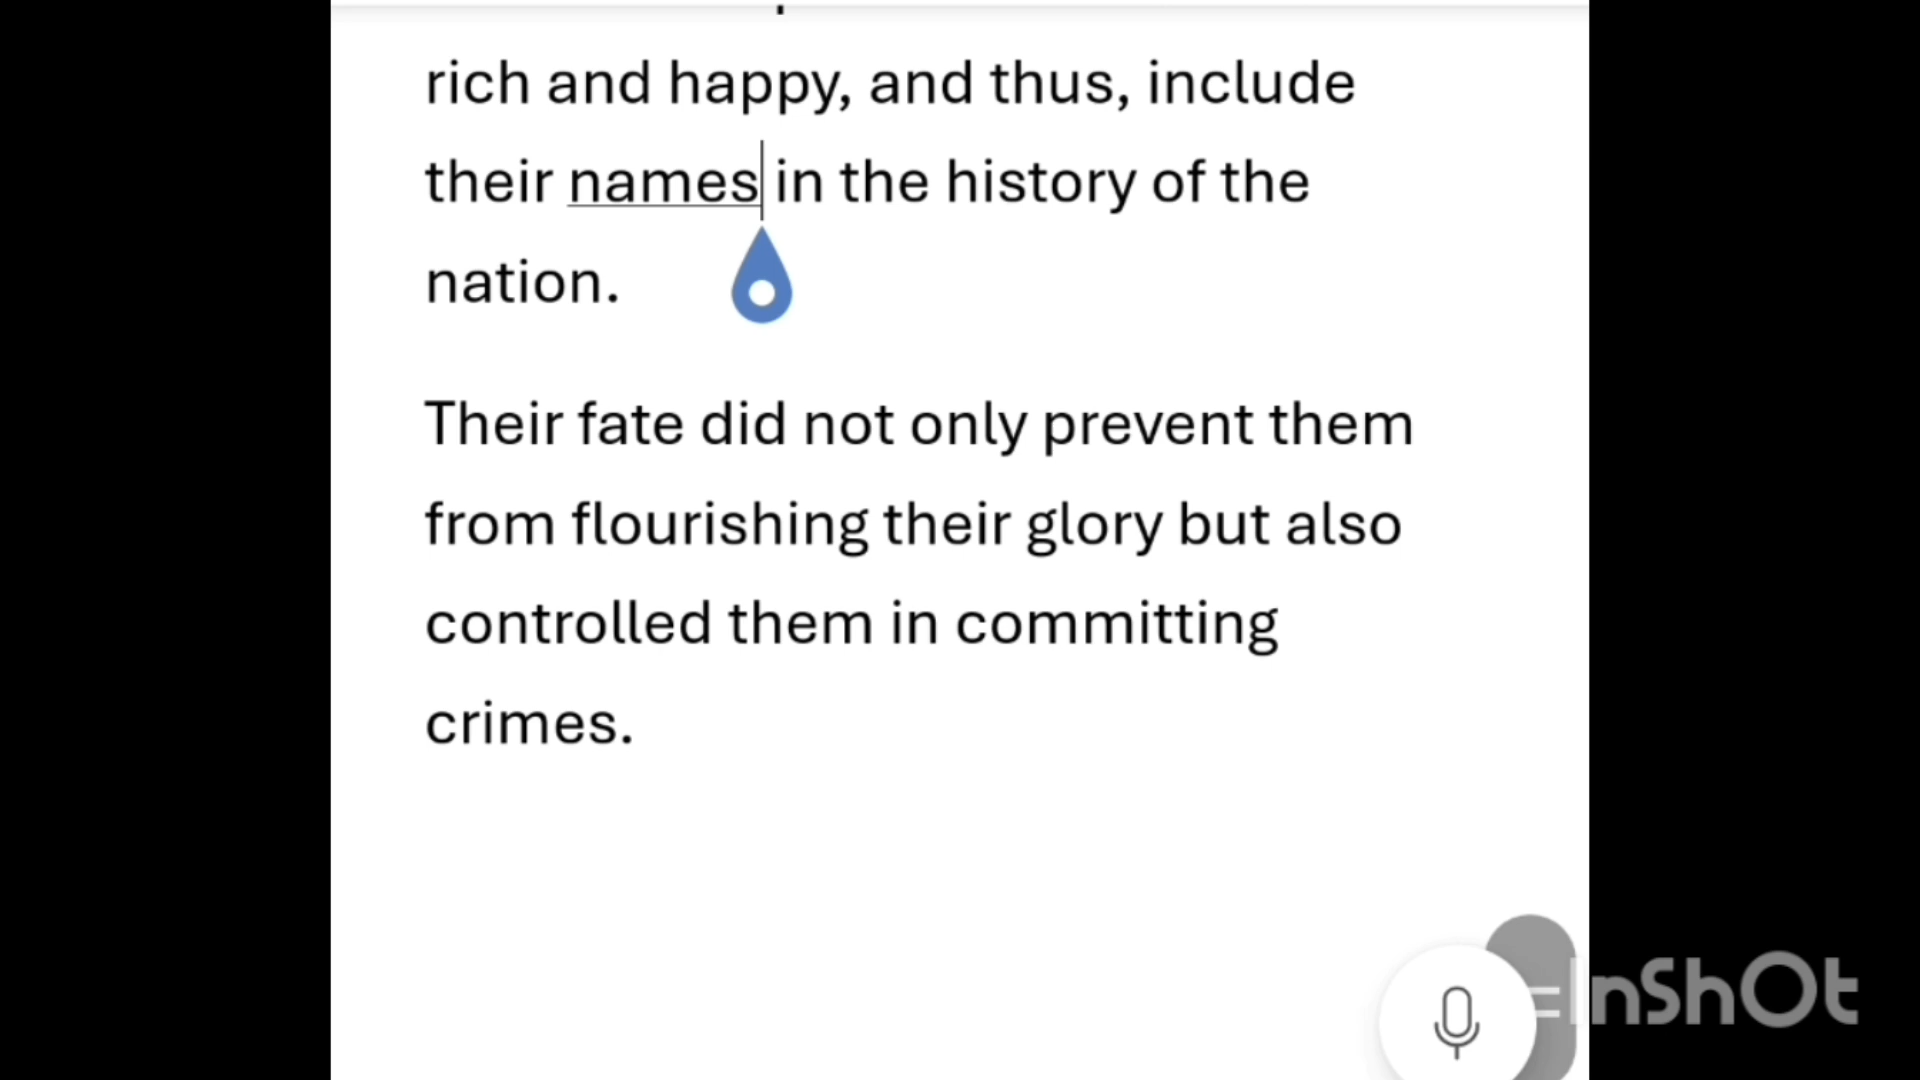 rich and happy, and thus, include
their names in the history of the
nation.
Their fate did not only prevent them
from flourishing their glory but also
controlled them in committing
crimes.
InShOt